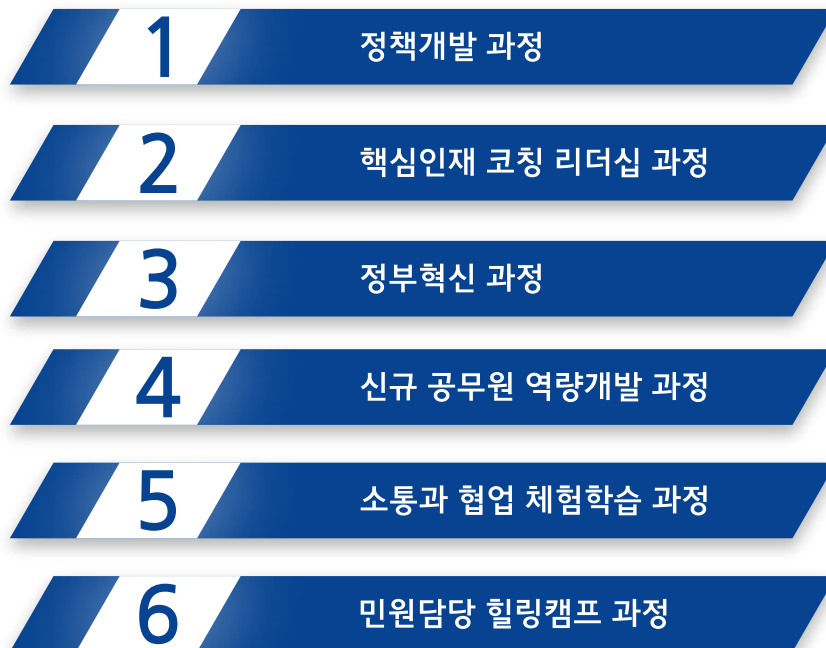 1 정책개발 과정
2 핵심인재 코칭 리더십 과정
3 정부혁신 과정
4 신규 공무원 역량개발 과정
5 소통과 협업 체험학습 과정
6 민원담당 힐링캠프 과정